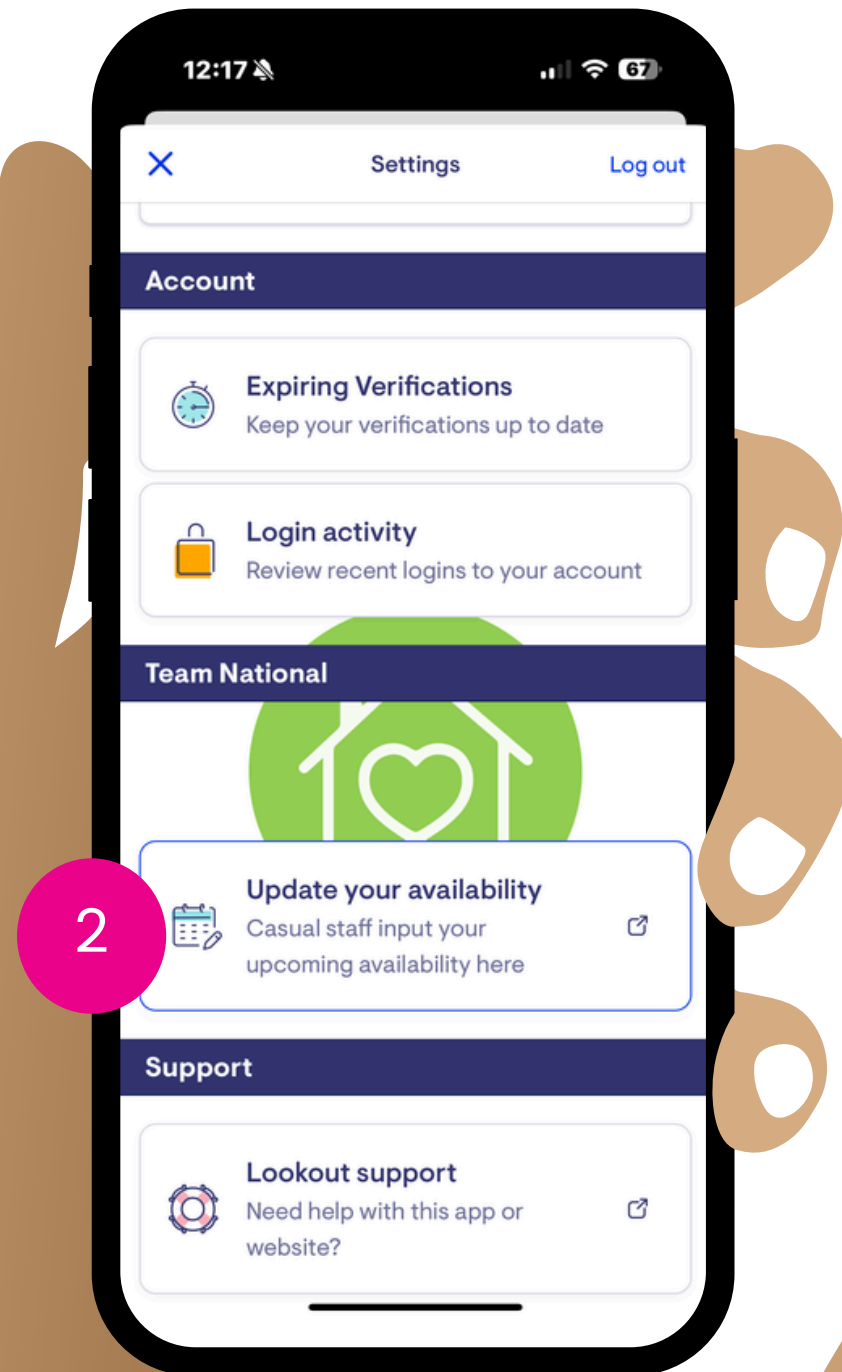 12:17
67
Settings
Log out
Account
Expiring Verifications
Keep your verifications up to date
Login activity
Review recent logins to your account
Team National
2
Update your availability
Casual staff input your
upcoming availability here
Support
Lookout support
Need help with this app or
website?